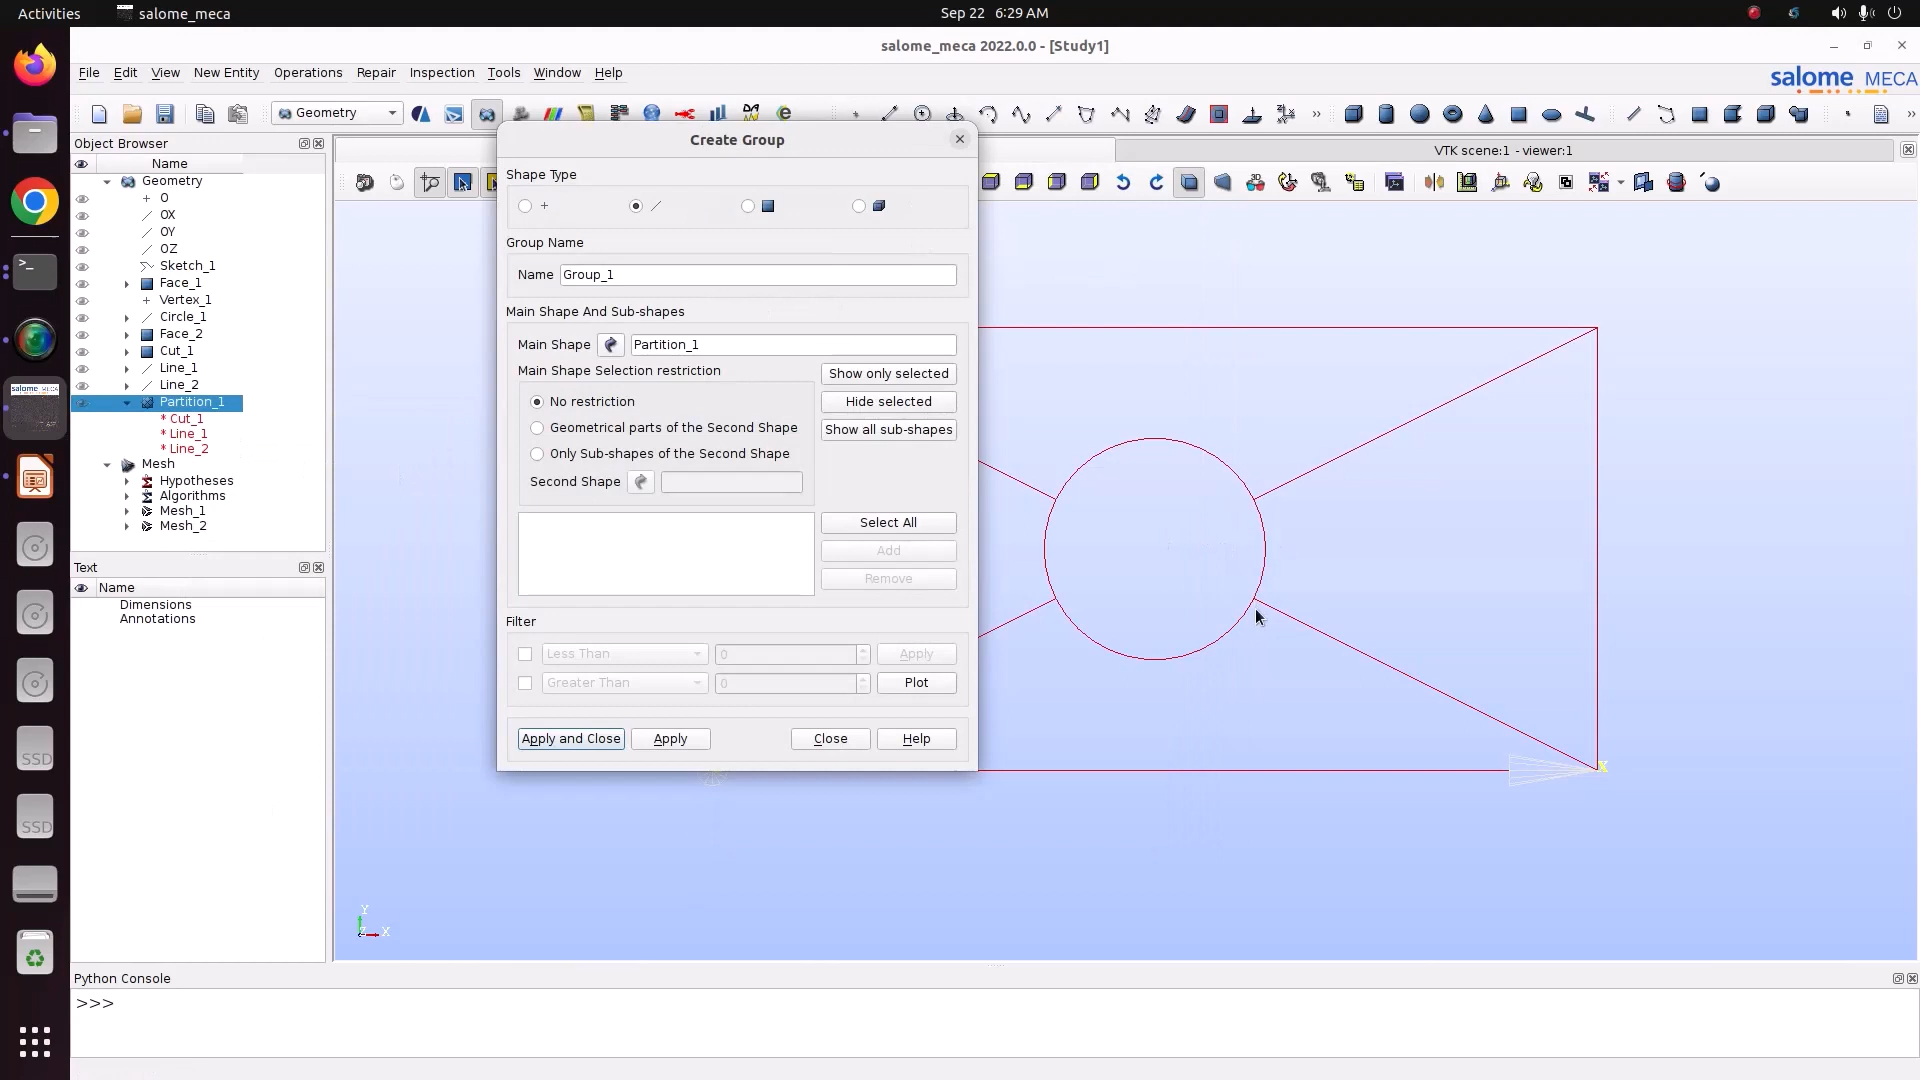 Activities
salome_meca
Sep 22 6:29 AM
salome_meca 2022.0.0 - [Study1]
File Edit View New Entity Operations Repair Inspection Tools Window Help
salome MECA
Geometry
Object Browser
Name
Geometry
O
OX
OY
OZ
Sketch_1
Face_1
Vertex_1
Circle_1
Face_2
Cut_1
Line_1
Line_2
Partition_1
* Cut_1
* Line_1
* Line_2
Mesh
Hypotheses
Algorithms
Mesh_1
Mesh_2
Text
Name
Dimensions
Annotations
VTK scene:1 - viewer:1
Create Group
Shape Type
Group Name
Name Group_1
Main Shape And Sub-shapes
Main Shape Partition_1
Main Shape Selection restriction
No restriction
Geometrical parts of the Second Shape
Only Sub-shapes of the Second Shape
Second Shape
Show only selected
Hide selected
Show all sub-shapes
Select All
Add
Remove
Filter
Less Than 0 Apply
Greater Than 0 Plot
Apply and Close Apply Close Help
X
Y
Z X
Python Console
>>>
SSD
SSD